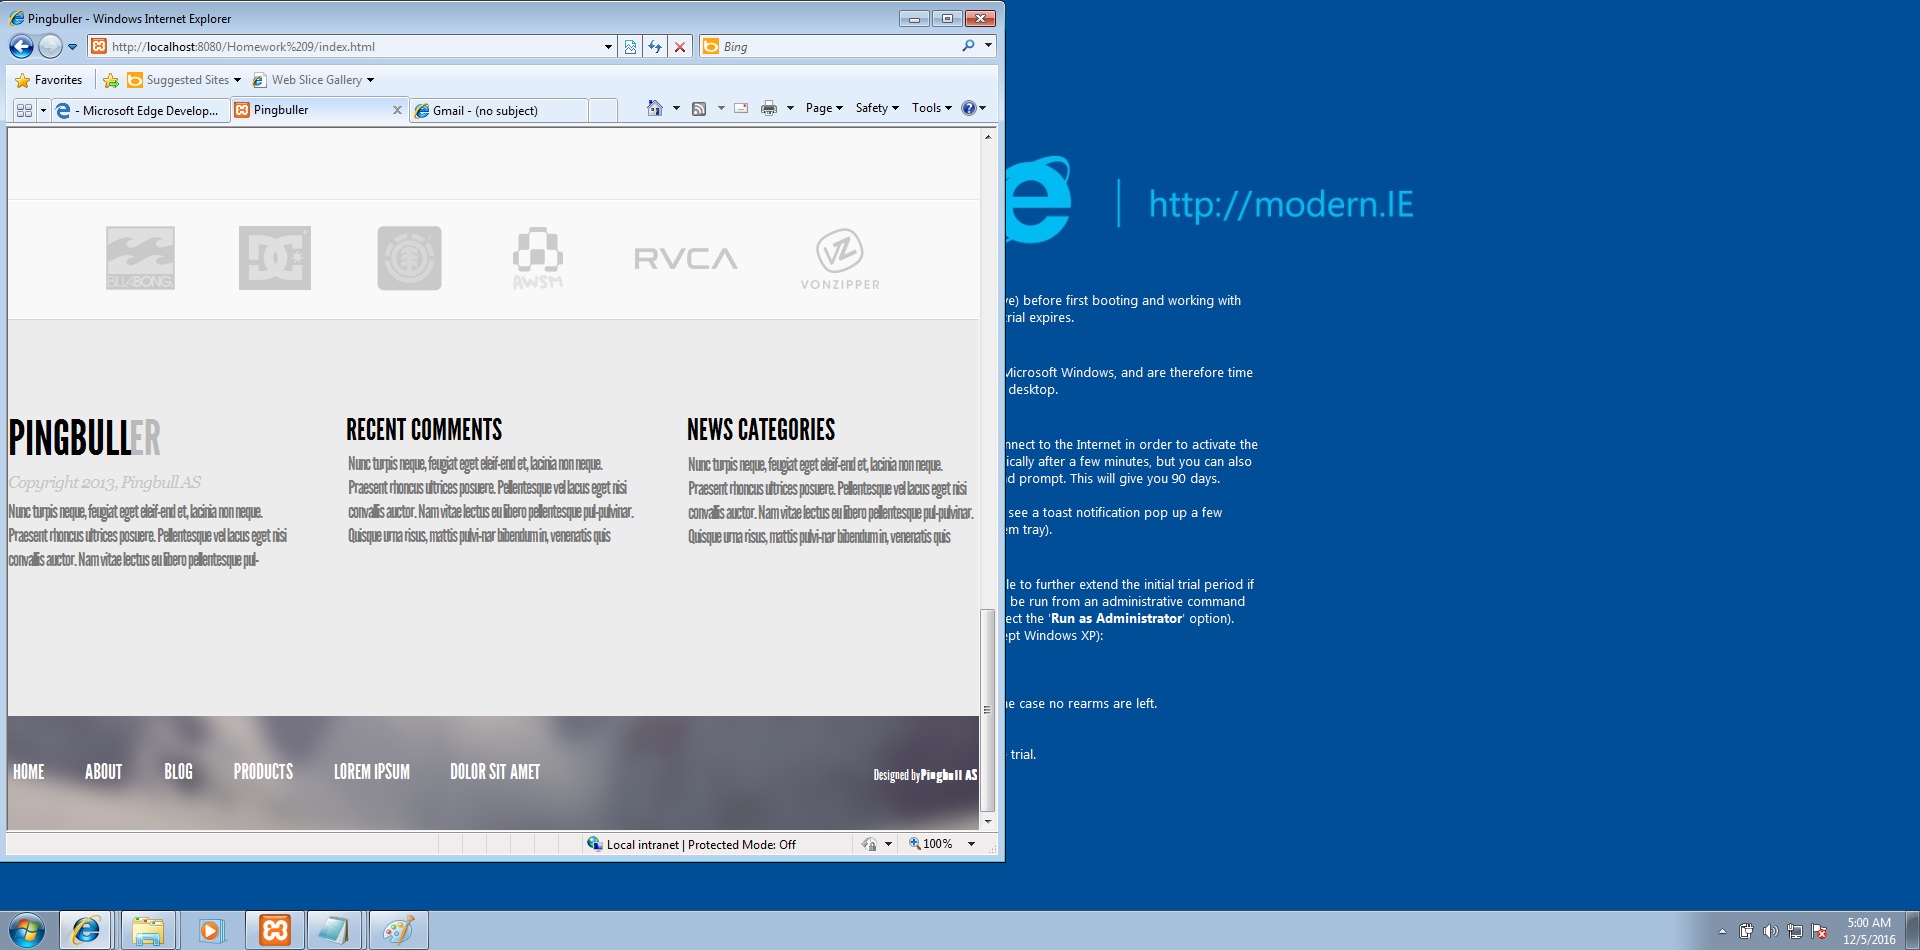 Pingbuller - Windows Internet Explorer
http://localhost:8080/Homework%209/index.html
Bing
Favorites
Suggested Sites
Web Slice Gallery
- Microsoft Edge Develop...
Pingbuller
Gmail - (no subject)
Page
Safety
Tools
BILLABONG
DC
AWSM
RVCA
VZ
VONZIPPER
PINGBULLER
Copyright 2013, Pingbull AS
Nunc turpis neque, feugiat eget eleif-end et, lacinia non neque.
Praesent rhoncus ultrices posuere. Pellentesque vel lacus eget nisi
convallis auctor. Nam vitae lectus eu libero pellentesque pul-
RECENT COMMENTS
Nunc turpis neque, feugiat eget eleif-end et, lacinia non neque.
Praesent rhoncus ultrices posuere. Pellentesque vel lacus eget nisi
convallis auctor. Nam vitae lectus eu libero pellentesque pul-pulvinar.
Quisque urna risus, mattis pulvi-nar bibendum in, venenatis quis
NEWS CATEGORIES
Nunc turpis neque, feugiat eget eleif-end et, lacinia non neque.
Praesent rhoncus ultrices posuere. Pellentesque vel lacus eget nisi
convallis auctor. Nam vitae lectus eu libero pellentesque pul-pulvinar.
Quisque urna risus, mattis pulvi-nar bibendum in, venenatis quis
HOME
ABOUT
BLOG
PRODUCTS
LOREM IPSUM
DOLOR SIT AMET
Designed by Pingbull AS
Local intranet | Protected Mode: Off
100%
e | http://modern.IE
before first booting and working with
expires.
Microsoft Windows, and are therefore time
desktop.
to the Internet in order to activate the
after a few minutes, but you can also
prompt. This will give you 90 days.
see a toast notification pop up a few
tray).
to further extend the initial trial period if
be run from an administrative command
the 'Run as Administrator' option).
Windows XP):
case no rearms are left.
trial.
5:00 AM
12/5/2016